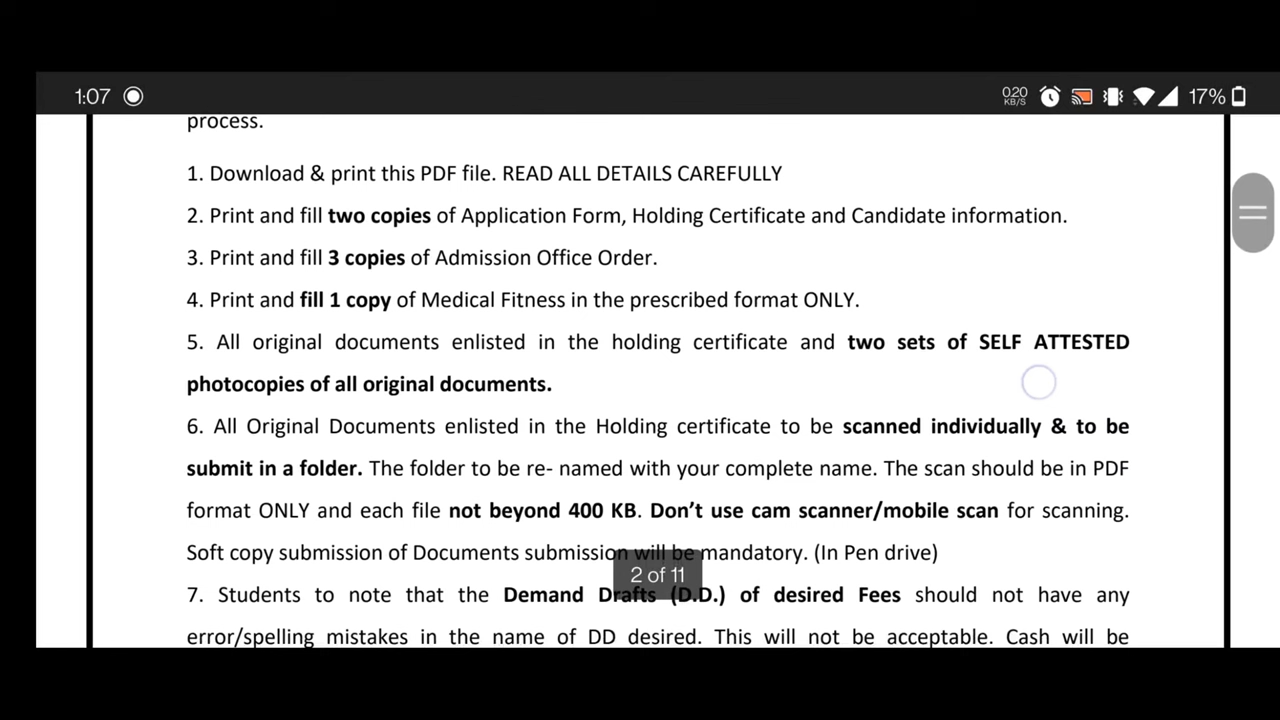 1:07
0.20
KB/S
17%
process.
1. Download & print this PDF file. READ ALL DETAILS CAREFULLY
2. Print and fill two copies of Application Form, Holding Certificate and Candidate information.
3. Print and fill 3 copies of Admission Office Order.
4. Print and fill 1 copy of Medical Fitness in the prescribed format ONLY.
5. All original documents enlisted in the holding certificate and two sets of SELF ATTESTED
photocopies of all original documents.
6. All Original Documents enlisted in the Holding certificate to be scanned individually & to be
submit in a folder. The folder to be re- named with your complete name. The scan should be in PDF
format ONLY and each file not beyond 400 KB. Don’t use cam scanner/mobile scan for scanning.
Soft copy submission of Documents submission will be mandatory. (In Pen drive)
2 of 11
7. Students to note that the Demand Drafts (D.D.) of desired Fees should not have any
error/spelling mistakes in the name of DD desired. This will not be acceptable. Cash will be